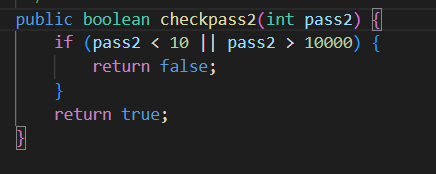 public boolean checkpass2(int pass2) {
if (pass2 < 10 || pass2 > 10000) {
return false;
}
return true;
}